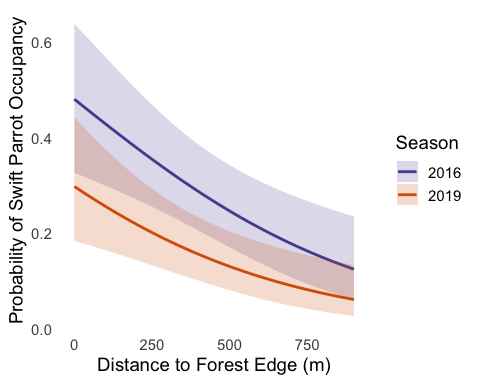 Probability of Swift Parrot Occupancy
0.6
0.4
0.2
0.0
0 250 500 750
Distance to Forest Edge (m)
Season
2016
2019